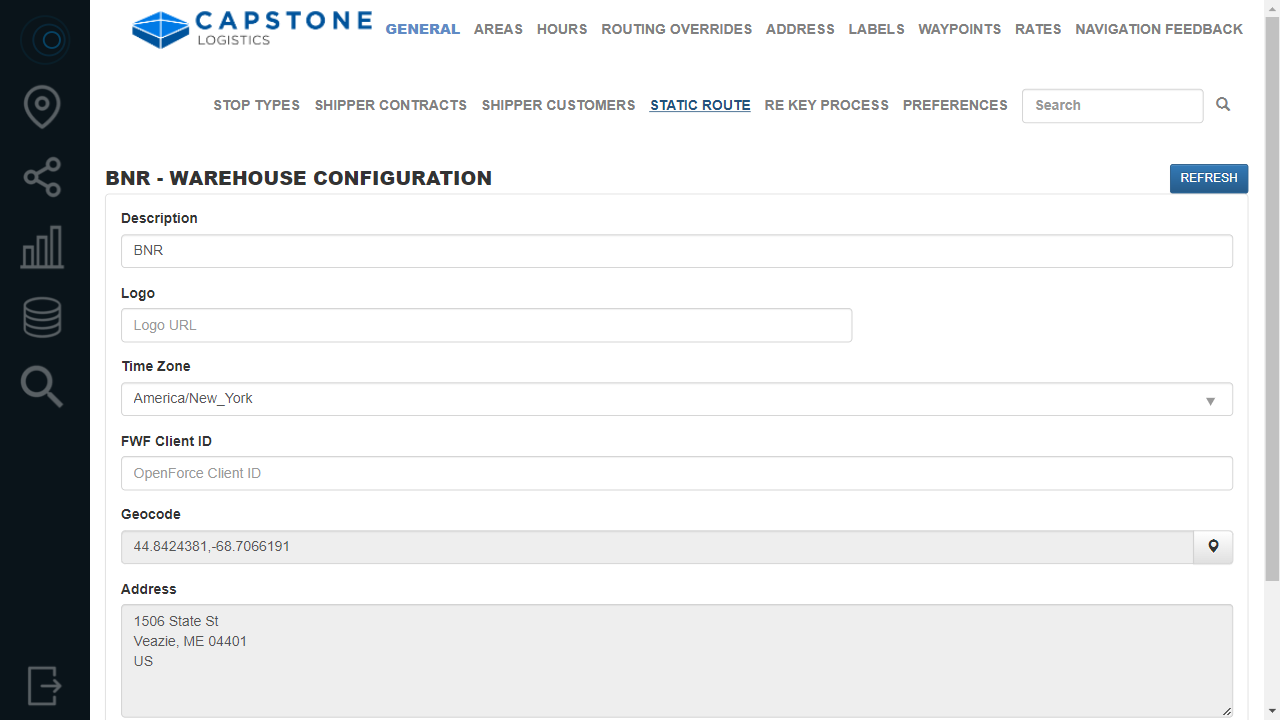 CAPSTONE
LOGISTICS
GENERAL AREAS HOURS ROUTING OVERRIDES ADDRESS LABELS WAYPOINTS RATES NAVIGATION FEEDBACK
STOP TYPES SHIPPER CONTRACTS SHIPPER CUSTOMERS STATIC ROUTE RE KEY PROCESS PREFERENCES Search
BNR - WAREHOUSE CONFIGURATION REFRESH
Description
BNR
Logo
Logo URL
Time Zone
America/New_York
FWF Client ID
OpenForce Client ID
Geocode
44.8424381,-68.7066191
Address
1506 State St
Veazie, ME 04401
US